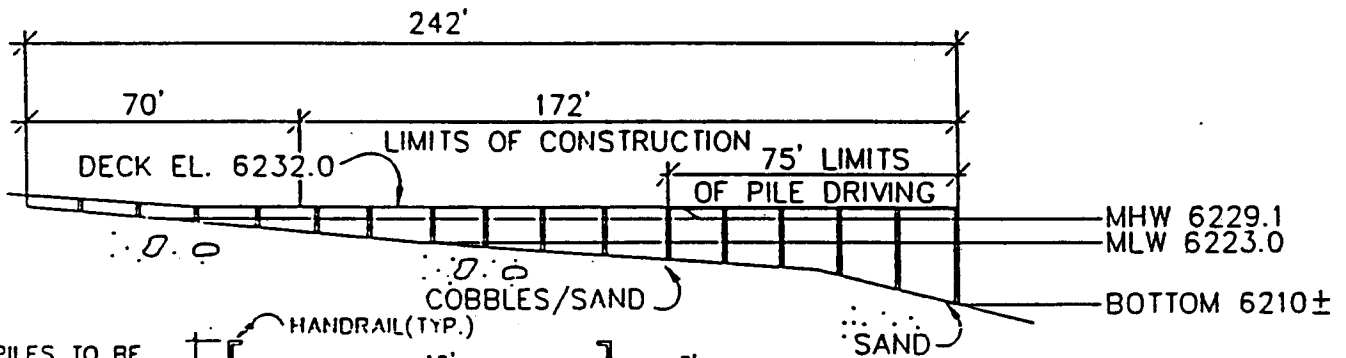 242'
70'
172'
LIMITS OF CONSTRUCTION
75' LIMITS
OF PILE DRIVING
DECK EL. 6232.0
MHW 6229.1
MLW 6223.0
COBBLES/SAND
BOTTOM 6210±
SAND
HANDRAIL(TYP.)
PILES TO BE